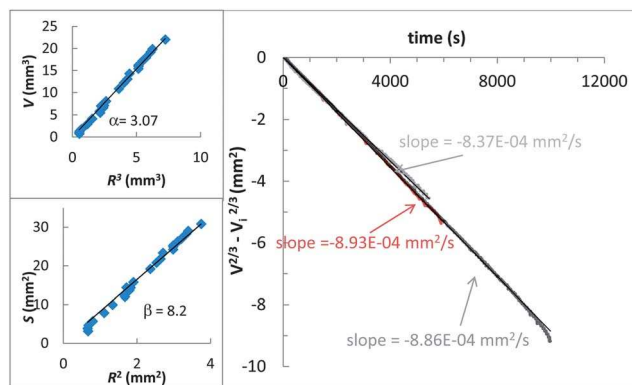 25
20
15
10
5
0
V (mm³)
α= 3.07
0
5
10
R³ (mm³)
40
30
20
10
0
S (mm²)
β = 8.2
0
2
4
R² (mm²)
time (s)
0
4000
8000
12000
0
-2
-4
-6
-8
-10
V²/³ - Vᵢ ²/³ (mm²)
slope = -8.37E-04 mm²/s
slope =-8.93E-04 mm²/s
slope = -8.86E-04 mm²/s